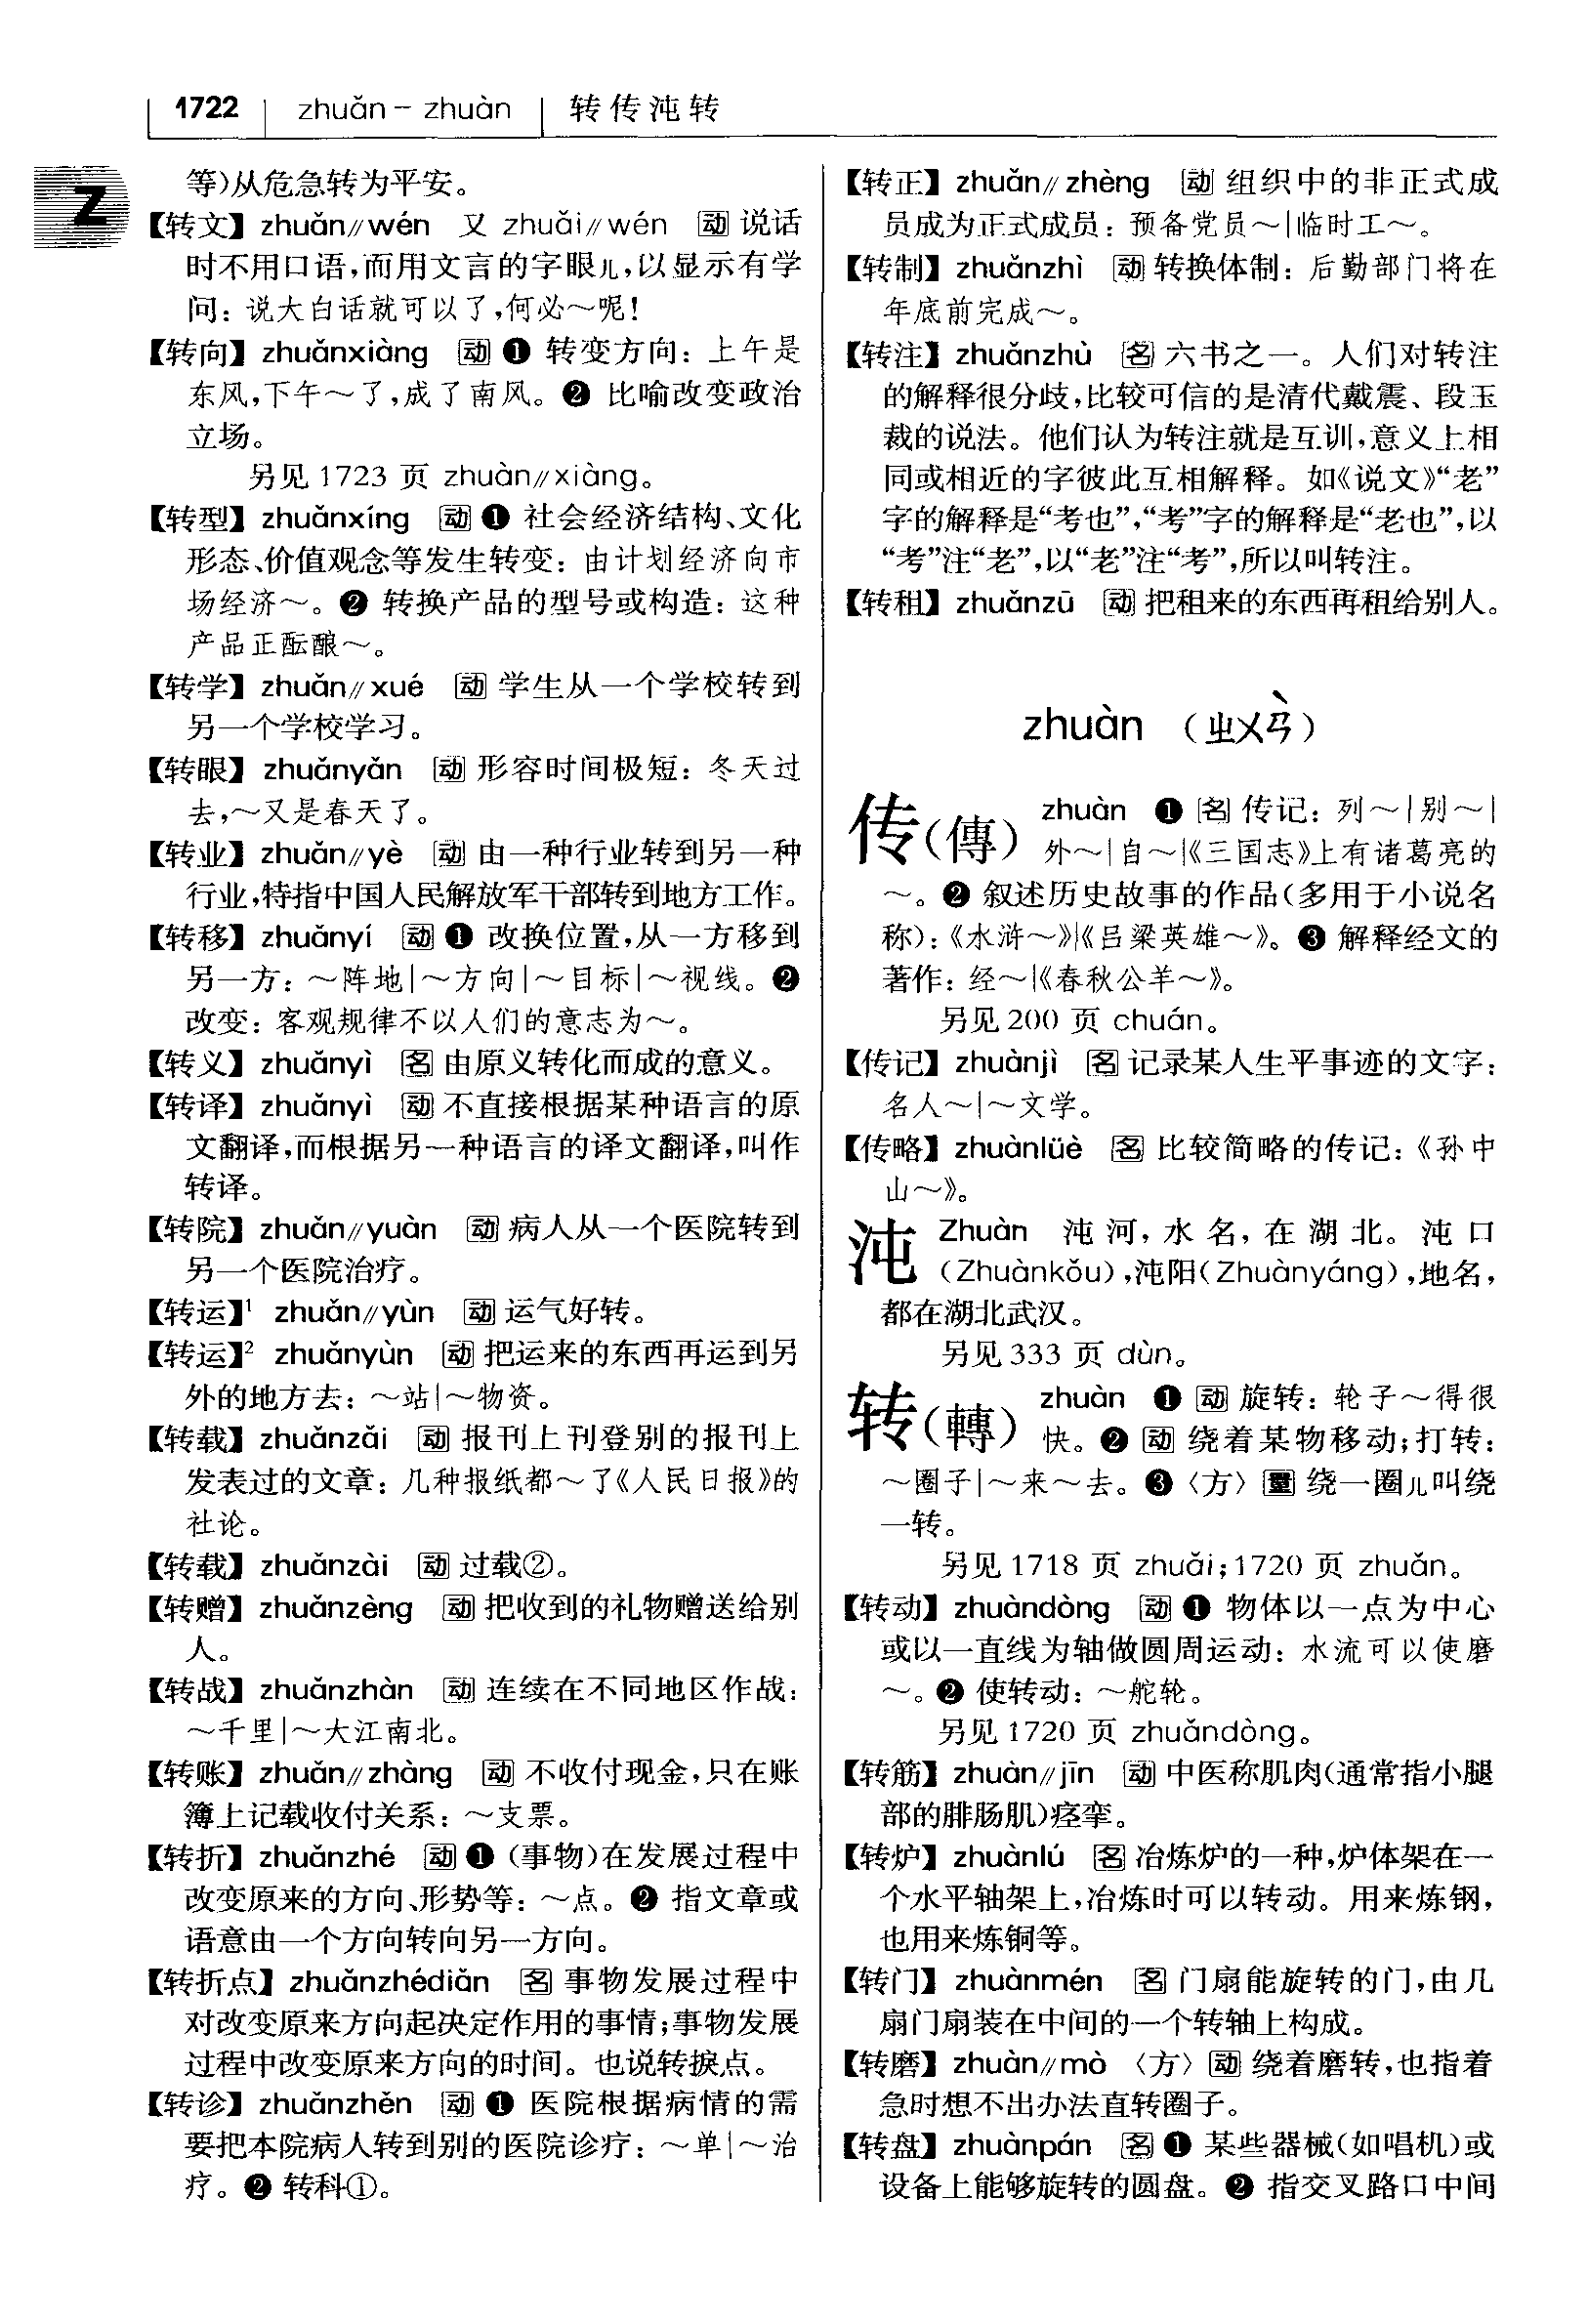 1722 zhuǎn－zhuàn 转传沌转
Z
等)从危急转为平安。
【转文】 zhuǎn∥wén 又 zhuǎi∥wén 动 说话
时不用口语,而用文言的字眼儿,以显示有学
问：说大白话就可以了,何必～呢!
【转向】 zhuǎnxiàng 动 ❶ 转变方向：上午是
东风,下午～了,成了南风。❷ 比喻改变政治
立场。
另见1723 页 zhuàn∥xiàng。
【转型】 zhuǎnxíng 动 ❶ 社会经济结构、文化
形态、价值观念等发生转变：由计划经济向市
场经济～。❷ 转换产品的型号或构造：这种
产品正酝酿～。
【转学】 zhuǎn∥xué 动 学生从一个学校转到
另一个学校学习。
【转眼】 zhuǎnyǎn 动 形容时间极短：冬天过
去,～又是春天了。
【转业】 zhuǎn∥yè 动 由一种行业转到另一种
行业,特指中国人民解放军干部转到地方工作。
【转移】 zhuǎnyí 动 ❶ 改换位置,从一方移到
另一方：～阵地|～方向|～目标|～视线。❷
改变：客观规律不以人们的意志为～。
【转义】 zhuǎnyì 名 由原义转化而成的意义。
【转译】 zhuǎnyì 动 不直接根据某种语言的原
文翻译,而根据另一种语言的译文翻译,叫作
转译。
【转院】 zhuǎn∥yuàn 动 病人从一个医院转到
另一个医院治疗。
【转运】¹ zhuǎn∥yùn 动 运气好转。
【转运】² zhuǎnyùn 动 把运来的东西再运到另
外的地方去：～站|～物资。
【转载】 zhuǎnzǎi 动 报刊上刊登别的报刊上
发表过的文章：几种报纸都～了《人民日报》的
社论。
【转载】 zhuǎnzài 动 过载②。
【转赠】 zhuǎnzèng 动 把收到的礼物赠送给别
人。
【转战】 zhuǎnzhàn 动 连续在不同地区作战：
～千里|～大江南北。
【转账】 zhuǎn∥zhàng 动 不收付现金,只在账
簿上记载收付关系：～支票。
【转折】 zhuǎnzhé 动 ❶ (事物)在发展过程中
改变原来的方向、形势等：～点。❷ 指文章或
语意由一个方向转向另一方向。
【转折点】 zhuǎnzhédiǎn 名 事物发展过程中
对改变原来方向起决定作用的事情;事物发展
过程中改变原来方向的时间。也说转捩点。
【转诊】 zhuǎnzhěn 动 ❶ 医院根据病情的需
要把本院病人转到别的医院诊疗：～单|～治
疗。❷ 转科①。
【转正】 zhuǎn∥zhèng 动 组织中的非正式成
员成为正式成员：预备党员～|临时工～。
【转制】 zhuǎnzhì 动 转换体制：后勤部门将在
年底前完成～。
【转注】 zhuǎnzhù 名 六书之一。人们对转注
的解释很分歧,比较可信的是清代戴震、段玉
裁的说法。他们认为转注就是互训,意义上相
同或相近的字彼此互相解释。如《说文》“老”
字的解释是“考也”,“考”字的解释是“老也”,以
“考”注“老”,以“老”注“考”,所以叫转注。
【转租】 zhuǎnzū 动 把租来的东西再租给别人。
zhuàn （ㄓㄨㄢˋ）
传(傳) zhuàn ❶ 名 传记：列～|别～|
外～|自～|《三国志》上有诸葛亮的
～。❷ 叙述历史故事的作品(多用于小说名
称)：《水浒～》|《吕梁英雄～》。❸ 解释经文的
著作：经～|《春秋公羊～》。
另见200 页 chuán。
【传记】 zhuànjì 名 记录某人生平事迹的文字：
名人～|～文学。
【传略】 zhuànlüè 名 比较简略的传记：《孙中
山～》。
沌 Zhuàn 沌河,水名,在湖北。沌口
(Zhuànkǒu),沌阳(Zhuànyáng),地名,
都在湖北武汉。
另见333 页 dùn。
转(轉) zhuàn ❶ 动 旋转：轮子～得很
快。❷ 动 绕着某物移动;打转：
～圈子|～来～去。❸〈方〉量 绕一圈儿叫绕
一转。
另见1718 页 zhuǎi;1720 页 zhuǎn。
【转动】 zhuàndòng 动 ❶ 物体以一点为中心
或以一直线为轴做圆周运动：水流可以使磨
～。❷ 使转动：～舵轮。
另见1720 页 zhuǎndòng。
【转筋】 zhuàn∥jīn 动 中医称肌肉(通常指小腿
部的腓肠肌)痉挛。
【转炉】 zhuànlú 名 冶炼炉的一种,炉体架在一
个水平轴架上,冶炼时可以转动。用来炼钢,
也用来炼铜等。
【转门】 zhuànmén 名 门扇能旋转的门,由几
扇门扇装在中间的一个转轴上构成。
【转磨】 zhuàn∥mò 〈方〉动 绕着磨转,也指着
急时想不出办法直转圈子。
【转盘】 zhuànpán 名 ❶ 某些器械(如唱机)或
设备上能够旋转的圆盘。❷ 指交叉路口中间